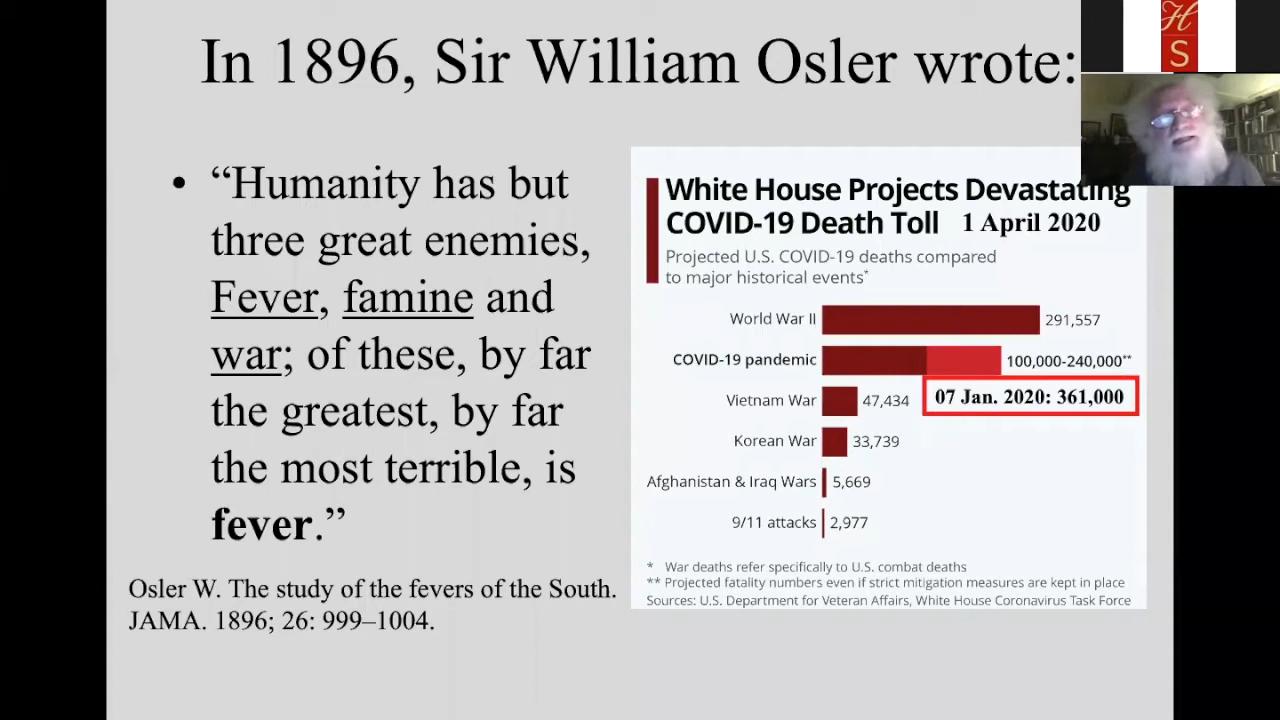 In 1896, Sir William Osler wrote:
H
S
• “Humanity has but
three great enemies,
Fever, famine and
war; of these, by far
the greatest, by far
the most terrible, is
fever.”
Osler W. The study of the fevers of the South.
JAMA. 1896; 26: 999–1004.
White House Projects Devastating
COVID-19 Death Toll 1 April 2020
Projected U.S. COVID-19 deaths compared
to major historical events*
World War II 291,557
COVID-19 pandemic 100,000-240,000**
07 Jan. 2020: 361,000
Vietnam War 47,434
Korean War 33,739
Afghanistan & Iraq Wars 5,669
9/11 attacks 2,977
* War deaths refer specifically to U.S. combat deaths
** Projected fatality numbers even if strict mitigation measures are kept in place
Sources: U.S. Department for Veteran Affairs, White House Coronavirus Task Force